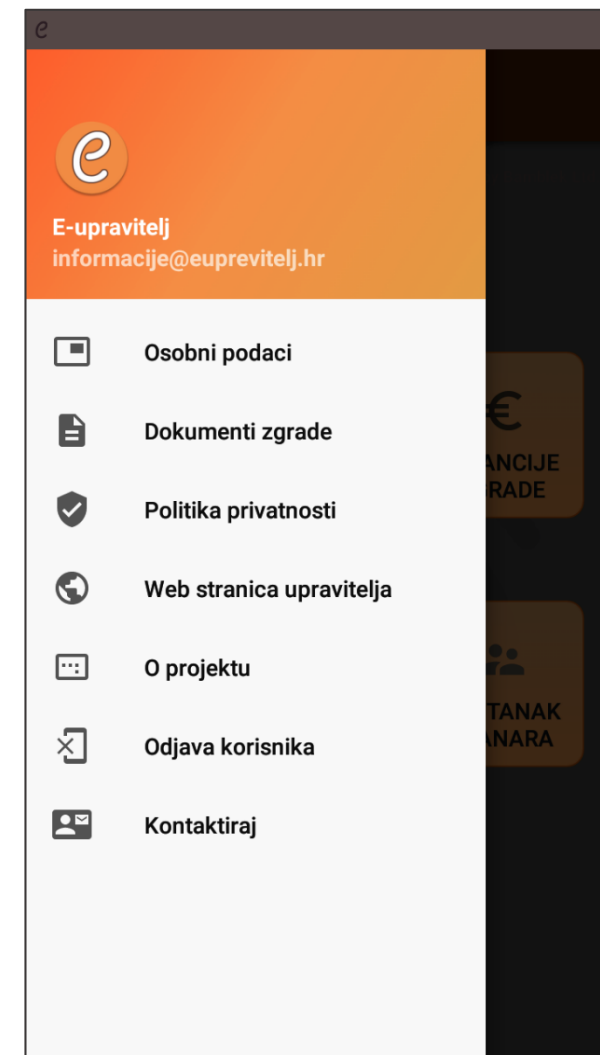 e
e
E-upravitelj
informacije@euprevitelj.hr
Osobni podaci
Dokumenti zgrade
Politika privatnosti
Web stranica upravitelja
O projektu
Odjava korisnika
Kontaktiraj
€